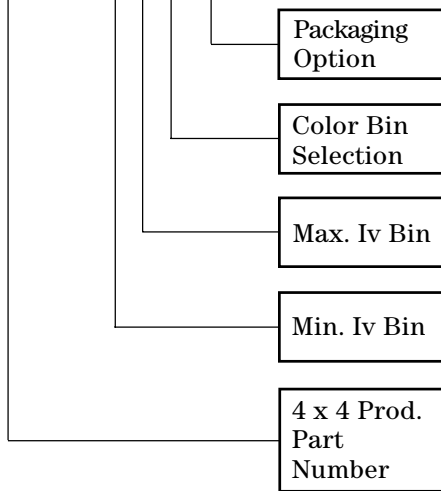 Packaging
Option
Color Bin
Selection
Max. Iv Bin
Min. Iv Bin
4 x 4 Prod.
Part
Number